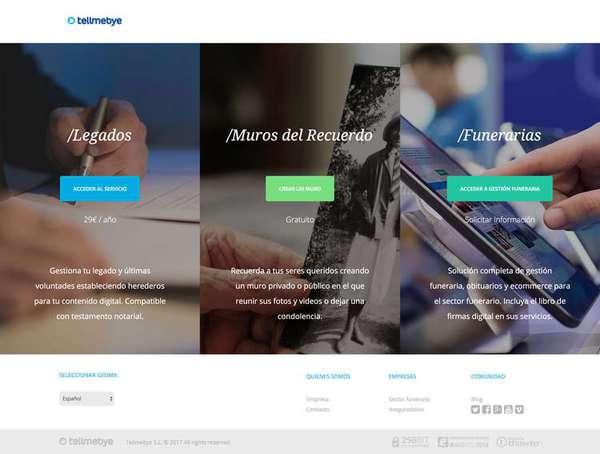 tellmebye
/Legados
ACCEDER AL SERVICIO
29€ / año
Gestiona tu legado y últimas
voluntades estableciendo herederos
para tu contenido digital. Compatible
con testamento notarial.
/Muros del Recuerdo
CREAR UN MURO
Gratuito
Recuerda a tus seres queridos creando
un muro privado o público en el que
reunir sus fotos y videos o dejar una
condolencia.
/Funerarias
ACCEDER A GESTIÓN FUNERARIA
Solicitar Información
Solución completa de gestión
funeraria, obituarios y ecommerce para
el sector funerario. Incluya el libro de
firmas digital en sus servicios.
SELECCIONAR IDIOMA:
Español
QUIENES SOMOS
Empresa
Contacto
EMPRESAS
Sector funerario
Aseguradoras
COMUNIDAD
Blog
tellmebye
Tellmebye S.L. © 2017 All rights reserved
256BIT